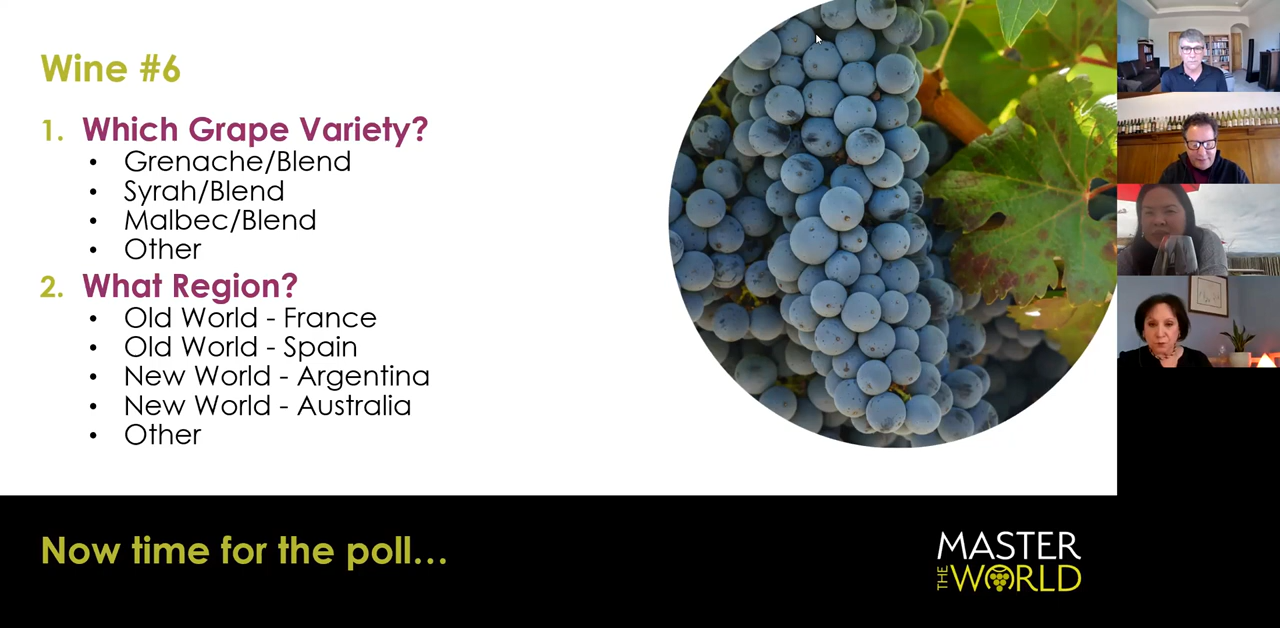 Wine #6
1. Which Grape Variety?
• Grenache/Blend
• Syrah/Blend
• Malbec/Blend
• Other
2. What Region?
• Old World - France
• Old World - Spain
• New World - Argentina
• New World - Australia
• Other
Now time for the poll...
MASTER
THE WORLD